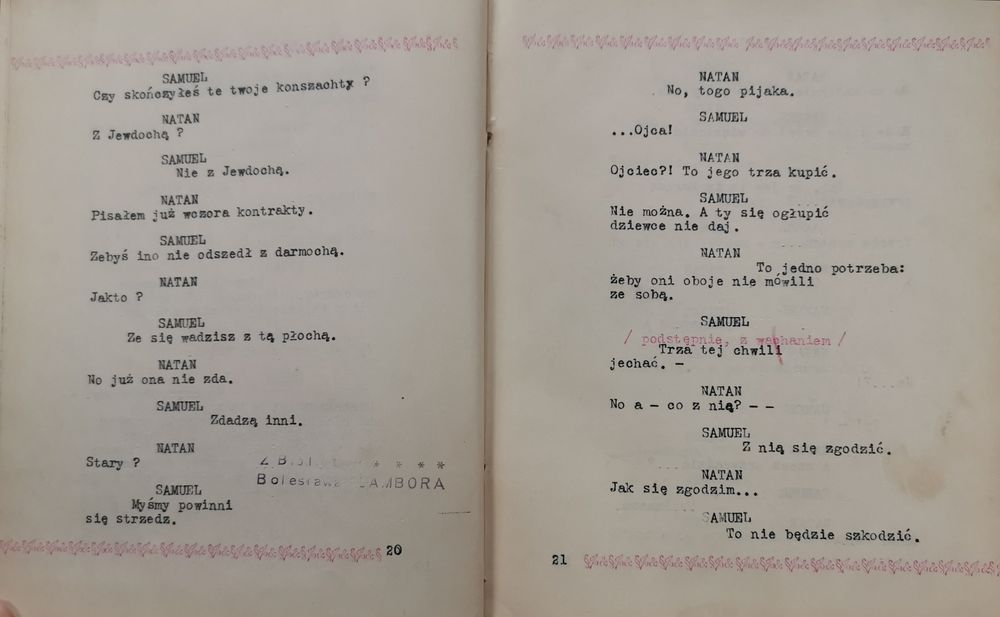 SAMUEL
Czy skończyłeś te twoje konszachty ?
NATAN
Z Jewdochą ?
SAMUEL
Nie z Jewdochą.
NATAN
Pisałem już wczora kontrakty.
SAMUEL
Zebyś ino nie odszedł z darmochą.
NATAN
Jakto ?
SAMUEL
Ze się wadzisz z tą płochą.
NATAN
No już ona nie zda.
SAMUEL
Zdadzą inni.
NATAN
Stary ?
Z
* * * *
Bolesława
SAMUEL
Myśmy powinni
się strzedz.
20
NATAN
No, togo pijaka.
SAMUEL
...Ojca!
NATAN
Ojciec?! To jego trza kupić.
SAMUEL
Nie można. A ty się ogłupić
dziewce nie daj.
NATAN
To jedno potrzeba:
żeby oni oboje nie mówili
ze sobą.
SAMUEL
/ podstępnie, z wahaniem /
Trza tej chwili
jechać. —
NATAN
No a — co z nią? — —
SAMUEL
Z nią się zgodzić.
NATAN
Jak się zgodzim...
SAMUEL
To nie będzie szkodzić.
21